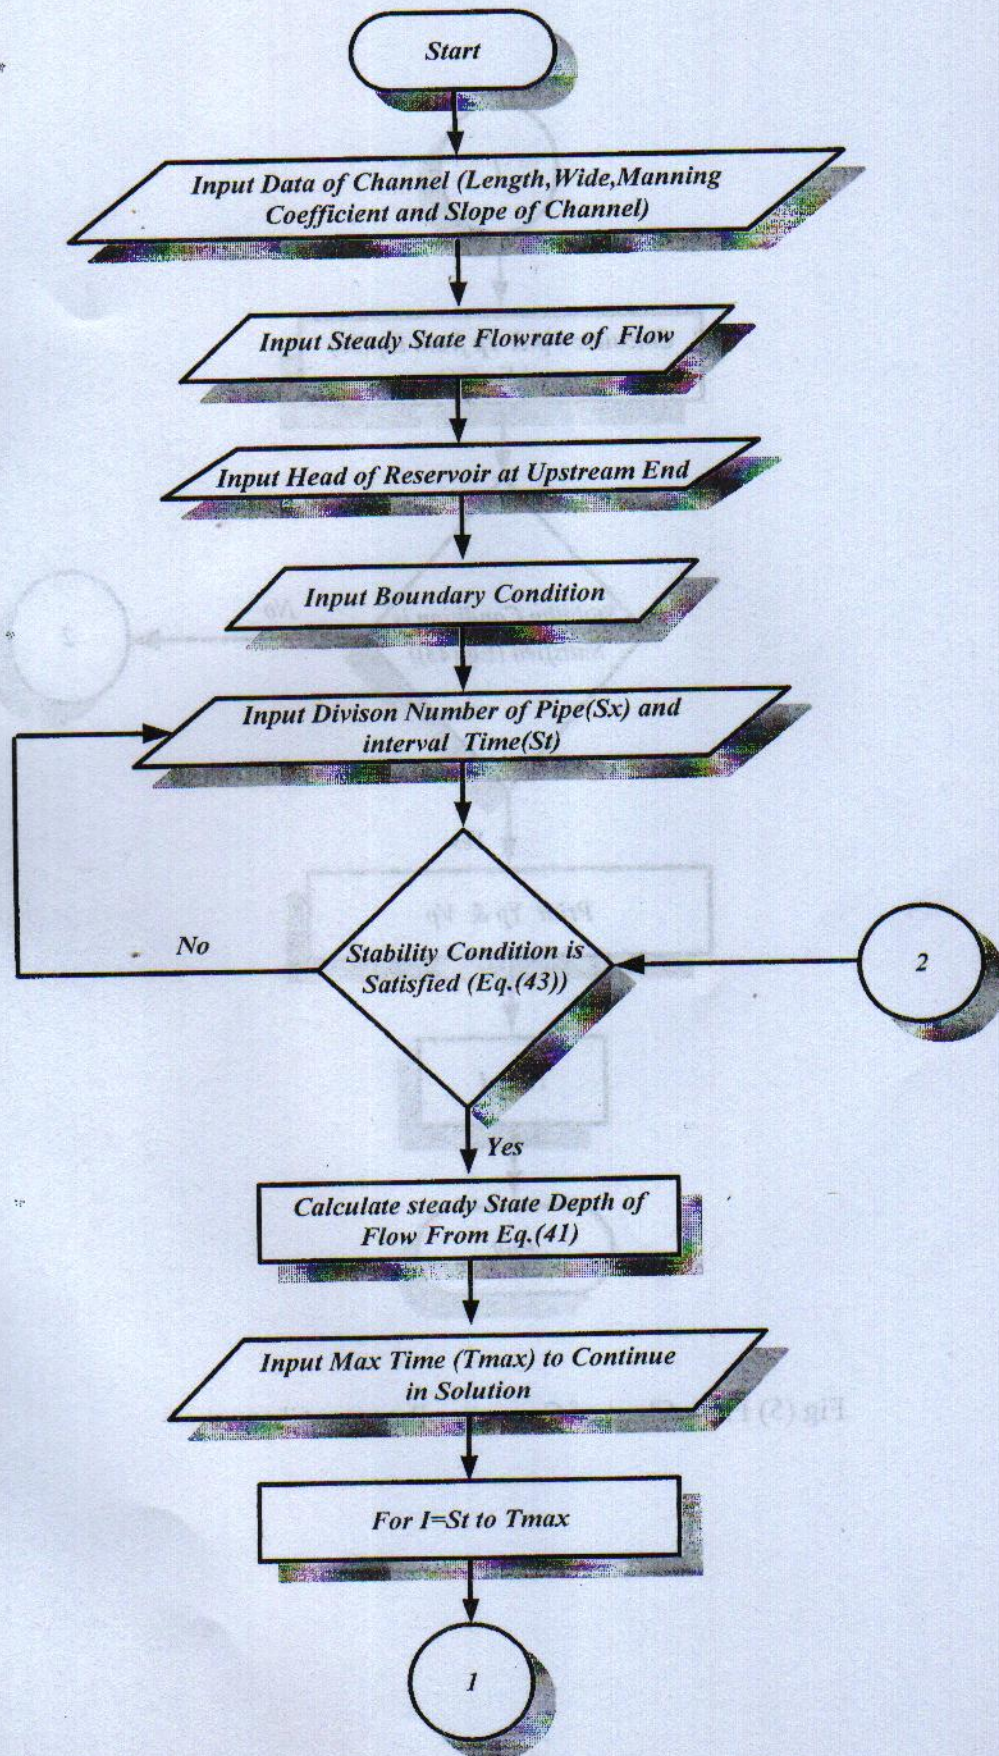 Start
Input Data of Channel (Length,Wide,Manning
Coefficient and Slope of Channel)
Input Steady State Flowrate of Flow
Input Head of Reservoir at Upstream End
Input Boundary Condition
Input Divison Number of Pipe(Sx) and
interval Time(St)
No
Stability Condition is
Satisfied (Eq.(43))
2
Yes
Calculate steady State Depth of
Flow From Eq.(41)
Input Max Time (Tmax) to Continue
in Solution
For I=St to Tmax
1